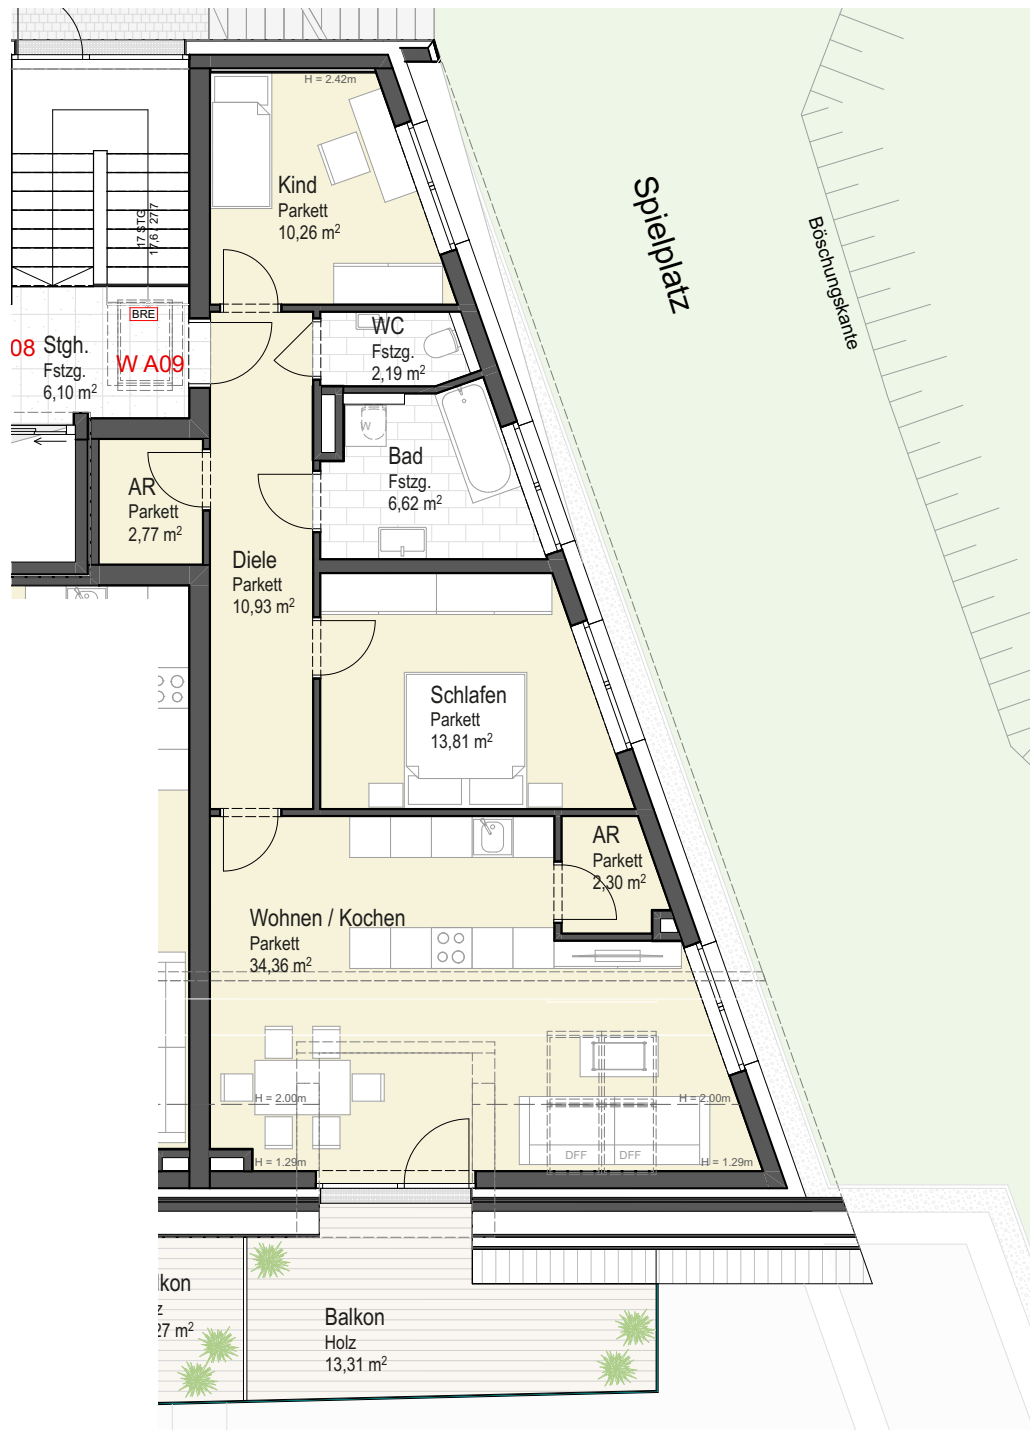 H = 2.42m
Kind
Parkett
10,26 m²
Spielplatz
Böschungskante
17 STG
17,6 / 27,7
BRE
08
Stgh.
Fstzg.
6,10 m²
W A09
WC
Fstzg.
2,19 m²
W
Bad
Fstzg.
6,62 m²
AR
Parkett
2,77 m²
Diele
Parkett
10,93 m²
Schlafen
Parkett
13,81 m²
AR
Parkett
2,30 m²
Wohnen / Kochen
Parkett
34,36 m²
H = 2.00m
H = 2.00m
DFF
DFF
H = 1.29m
H = 1.29m
lkon
z
27 m²
Balkon
Holz
13,31 m²